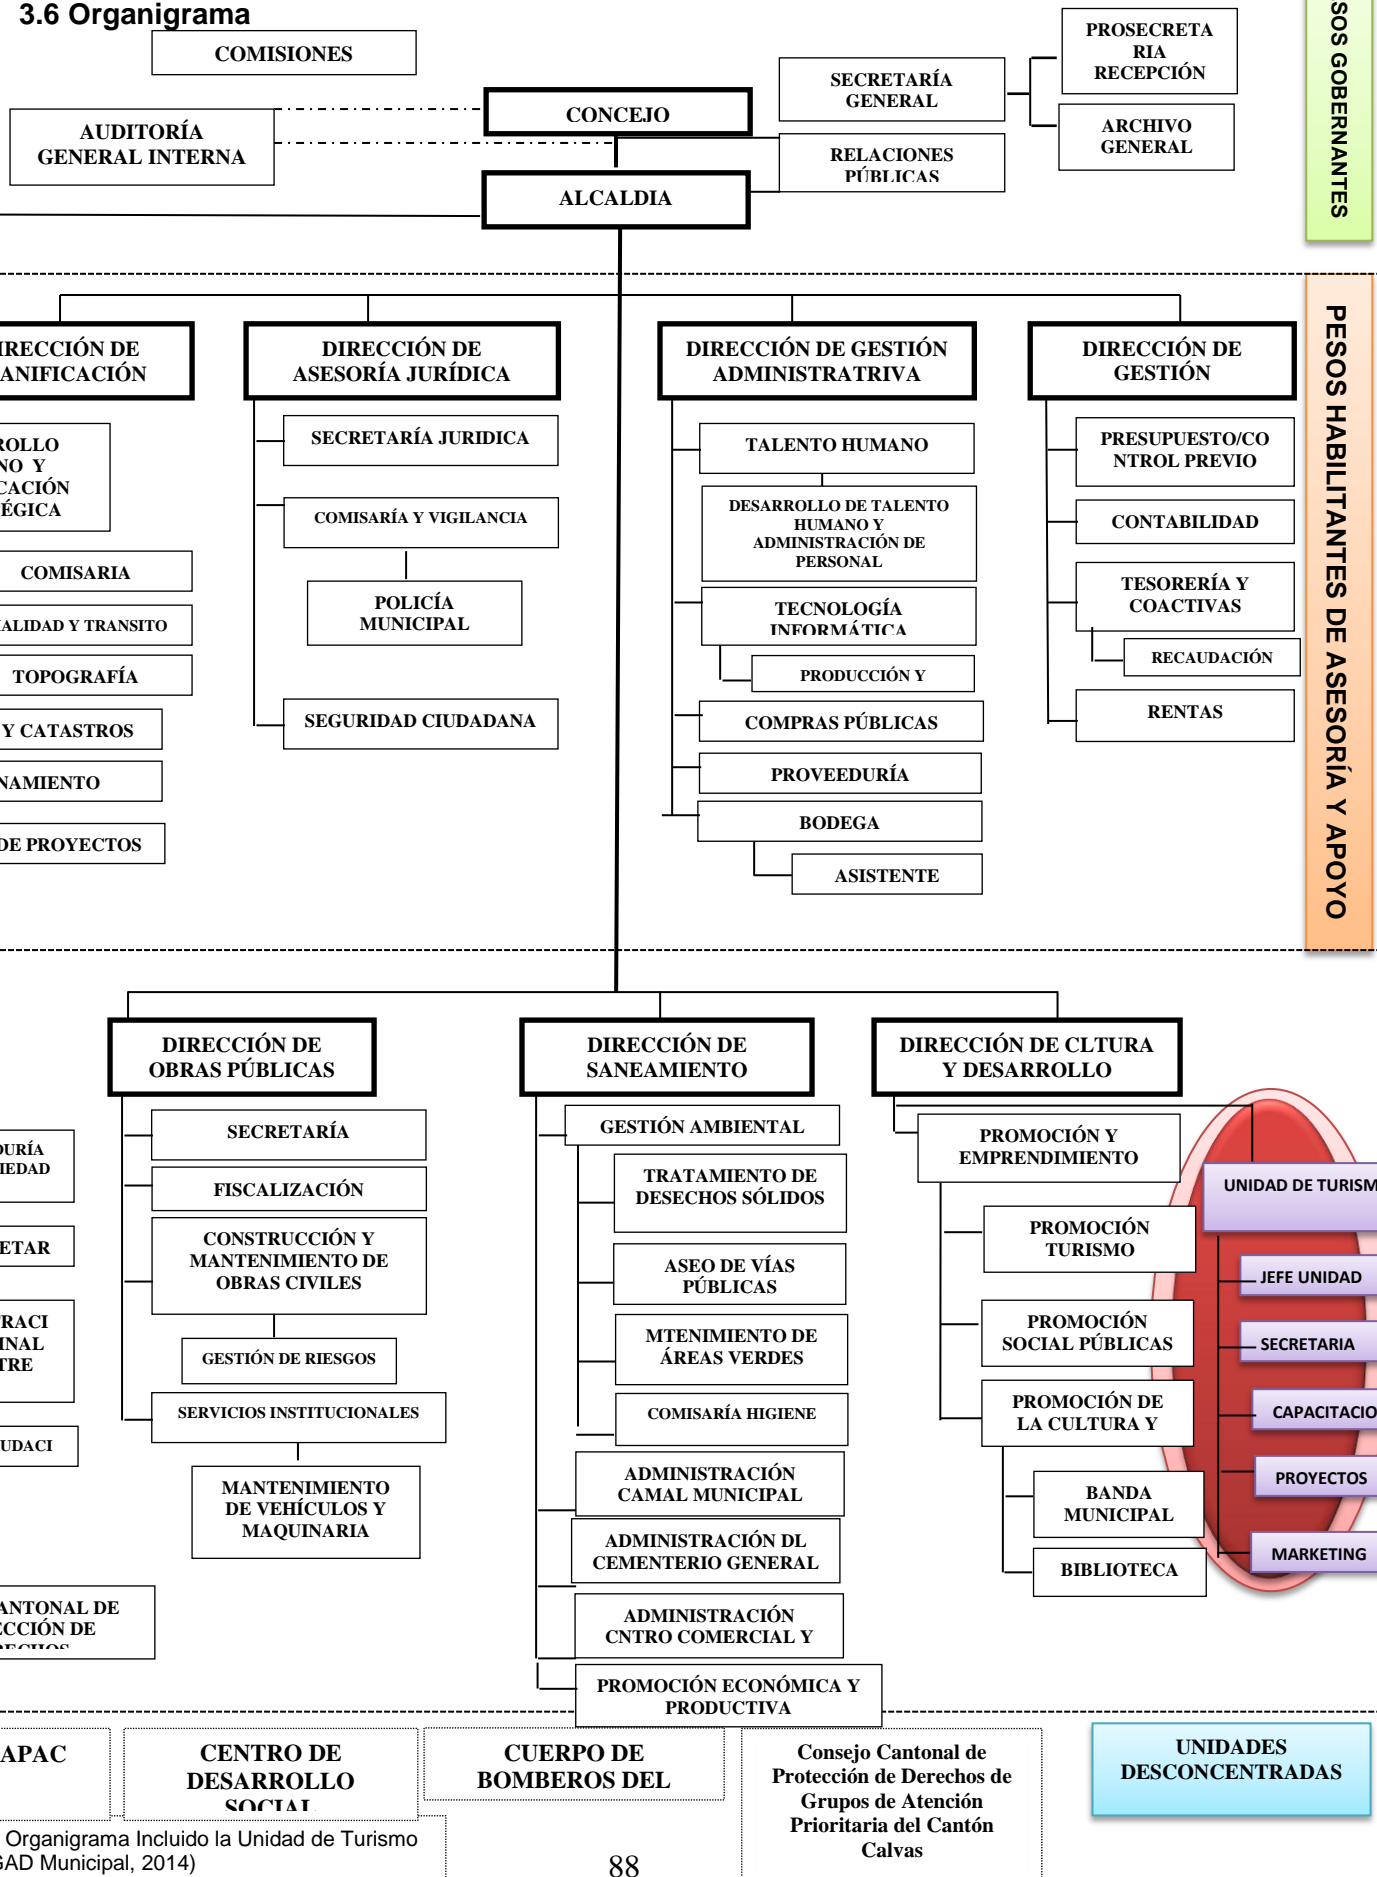 3.6 Organigrama
COMISIONES
PROSECRETA
RIA
RECEPCIÓN
SECRETARÍA
GENERAL
CONCEJO
AUDITORÍA
GENERAL INTERNA
ARCHIVO
GENERAL
RELACIONES
PÚBLICAS
ALCALDIA
SOS GOBERNANTES
IRECCIÓN DE
ANIFICACIÓN
ROLLO
NO Y
CACIÓN
ÉGICA
COMISARIA
ALIDAD Y TRANSITO
TOPOGRAFÍA
Y CATASTROS
NAMIENTO
DE PROYECTOS
DIRECCIÓN DE
ASESORÍA JURÍDICA
SECRETARÍA JURIDICA
COMISARÍA Y VIGILANCIA
POLICÍA
MUNICIPAL
SEGURIDAD CIUDADANA
DIRECCIÓN DE GESTIÓN
ADMINISTRATRIVA
TALENTO HUMANO
DESARROLLO DE TALENTO
HUMANO Y
ADMINISTRACIÓN DE
PERSONAL
TECNOLOGÍA
INFORMÁTICA
PRODUCCIÓN Y
COMPRAS PÚBLICAS
PROVEEDURÍA
BODEGA
ASISTENTE
DIRECCIÓN DE
GESTIÓN
PRESUPUESTO/CO
NTROL PREVIO
CONTABILIDAD
TESORERÍA Y
COACTIVAS
RECAUDACIÓN
RENTAS
PESOS HABILITANTES DE ASESORÍA Y APOYO
DURÍA
IEDAD
ETAR
RACI
INAL
TRE
UDACI
ANTONAL DE
ECCIÓN DE
DIRECCIÓN DE
OBRAS PÚBLICAS
SECRETARÍA
FISCALIZACIÓN
CONSTRUCCIÓN Y
MANTENIMIENTO DE
OBRAS CIVILES
GESTIÓN DE RIESGOS
SERVICIOS INSTITUCIONALES
MANTENIMIENTO
DE VEHÍCULOS Y
MAQUINARIA
DIRECCIÓN DE
SANEAMIENTO
GESTIÓN AMBIENTAL
TRATAMIENTO DE
DESECHOS SÓLIDOS
ASEO DE VÍAS
PÚBLICAS
MTENIMIENTO DE
ÁREAS VERDES
COMISARÍA HIGIENE
ADMINISTRACIÓN
CAMAL MUNICIPAL
ADMINISTRACIÓN DL
CEMENTERIO GENERAL
ADMINISTRACIÓN
CNTRO COMERCIAL Y
PROMOCIÓN ECONÓMICA Y
PRODUCTIVA
DIRECCIÓN DE CLTURA
Y DESARROLLO
PROMOCIÓN Y
EMPRENDIMIENTO
PROMOCIÓN
TURISMO
PROMOCIÓN
SOCIAL PÚBLICAS
PROMOCIÓN DE
LA CULTURA Y
BANDA
MUNICIPAL
BIBLIOTECA
UNIDAD DE TURISM
JEFE UNIDAD
SECRETARIA
CAPACITACIO
PROYECTOS
MARKETING
APAC
CENTRO DE
DESARROLLO
SOCIAL
CUERPO DE
BOMBEROS DEL
Consejo Cantonal de
Protección de Derechos de
Grupos de Atención
Prioritaria del Cantón
Calvas
UNIDADES
DESCONCENTRADAS
Organigrama Incluido la Unidad de Turismo
GAD Municipal, 2014)
88